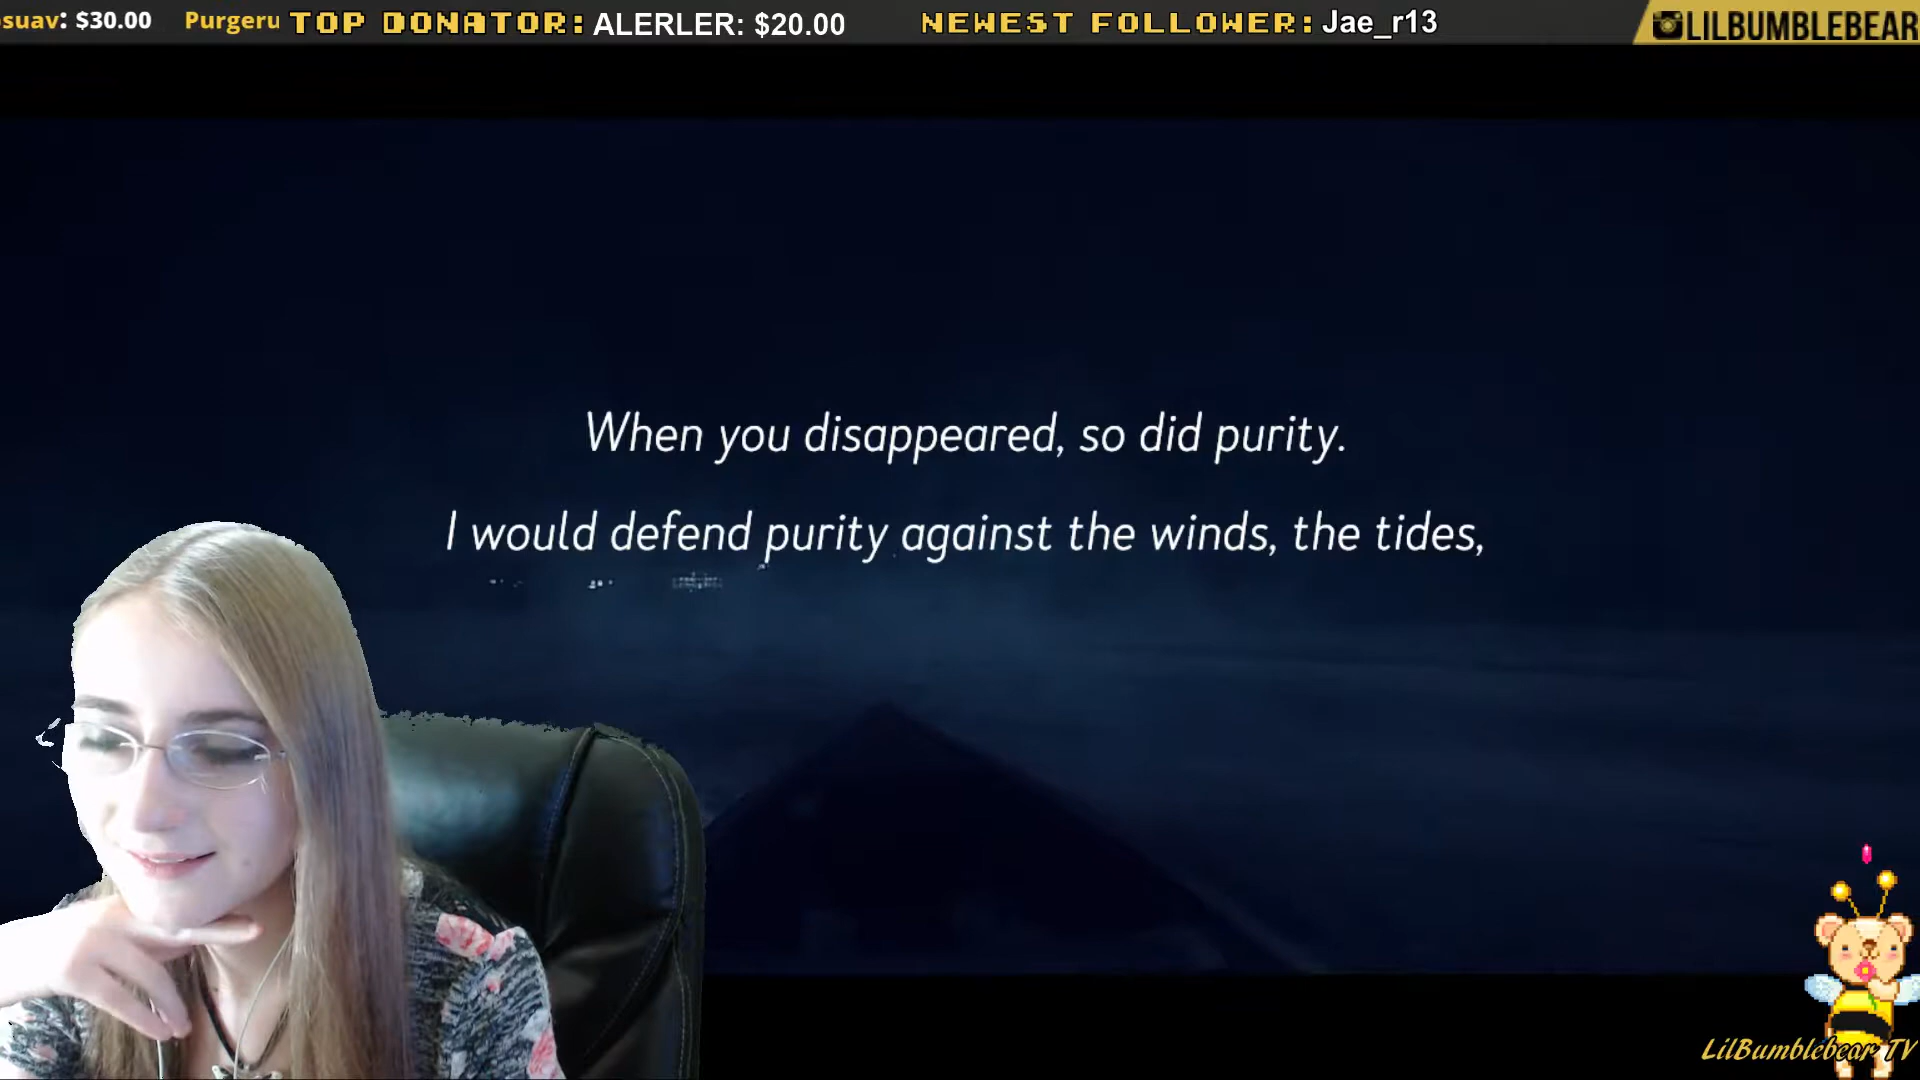 suav: $30.00 Purgeru TOP DONATOR: ALERLER: $20.00 NEWEST FOLLOWER: Jae_r13 LILBUMBLEBEAR
When you disappeared, so did purity.
I would defend purity against the winds, the tides,
LilBumblebear TV